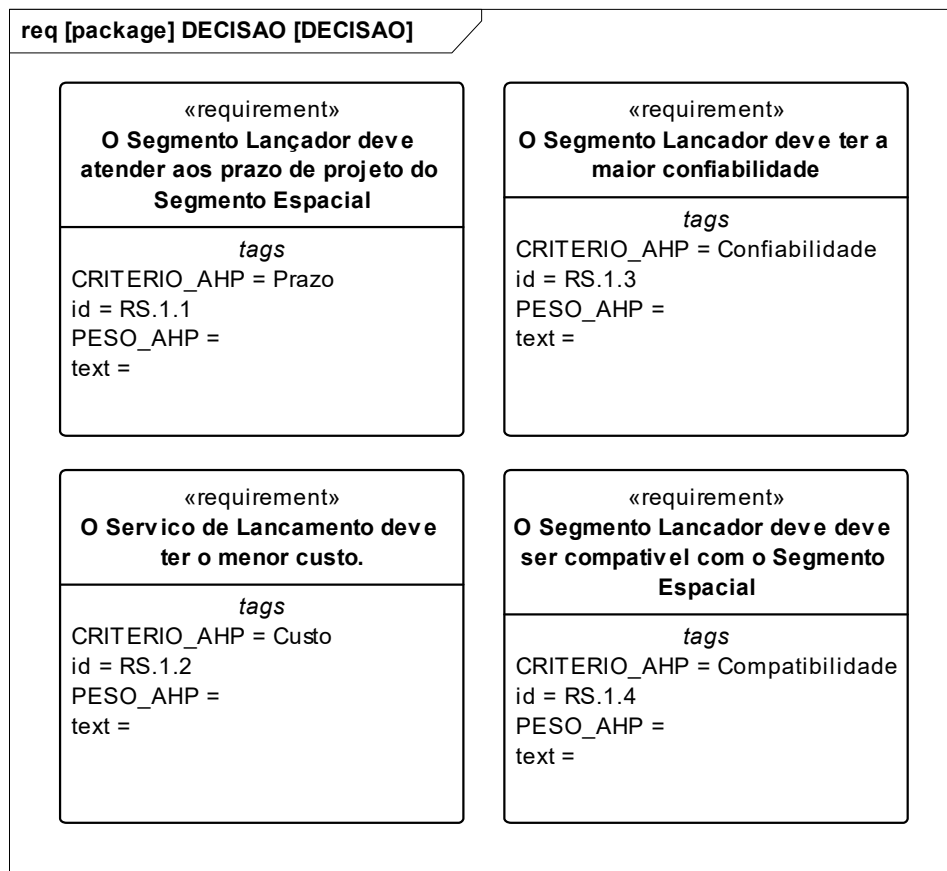 req [package] DECISAO [DECISAO]
«requirement»
O Segmento Lançador deve
atender aos prazo de projeto do
Segmento Espacial
tags
CRITERIO_AHP = Prazo
id = RS.1.1
PESO_AHP =
text =
«requirement»
O Segmento Lancador deve ter a
maior confiabilidade
tags
CRITERIO_AHP = Confiabilidade
id = RS.1.3
PESO_AHP =
text =
«requirement»
O Servico de Lancamento deve
ter o menor custo.
tags
CRITERIO_AHP = Custo
id = RS.1.2
PESO_AHP =
text =
«requirement»
O Segmento Lancador deve deve
ser compativel com o Segmento
Espacial
tags
CRITERIO_AHP = Compatibilidade
id = RS.1.4
PESO_AHP =
text =